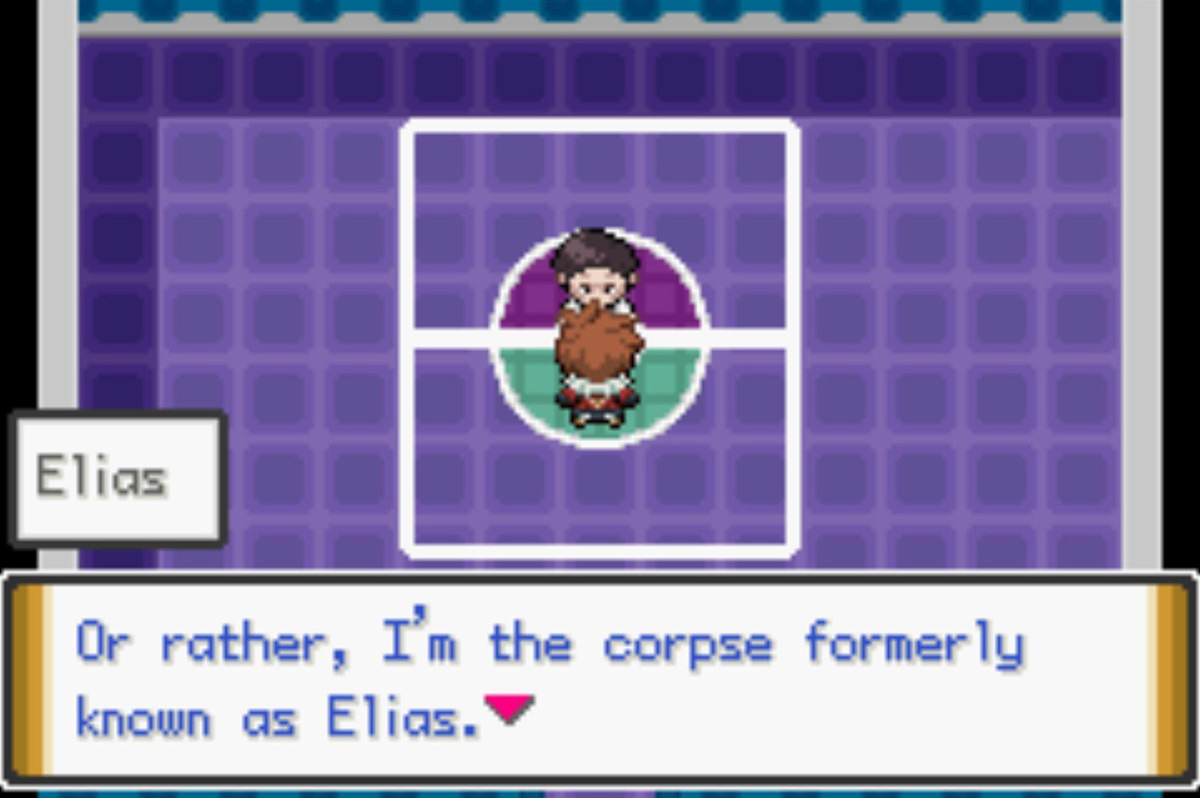 Elias
Or rather, I'm the corpse formerly
known as Elias.